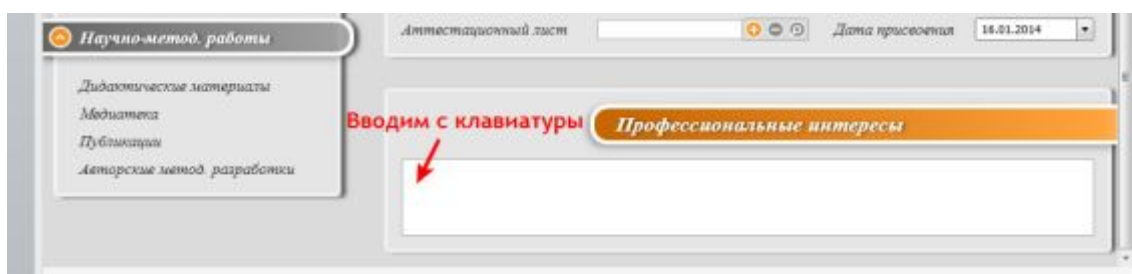 Научно-метод. работы
Аттестационный лист
Дата присвоения
16.01.2014
Дидактические материалы
Медиатека
Публикации
Авторские метод. разработки
Вводим с клавиатуры
Профессиональные интересы